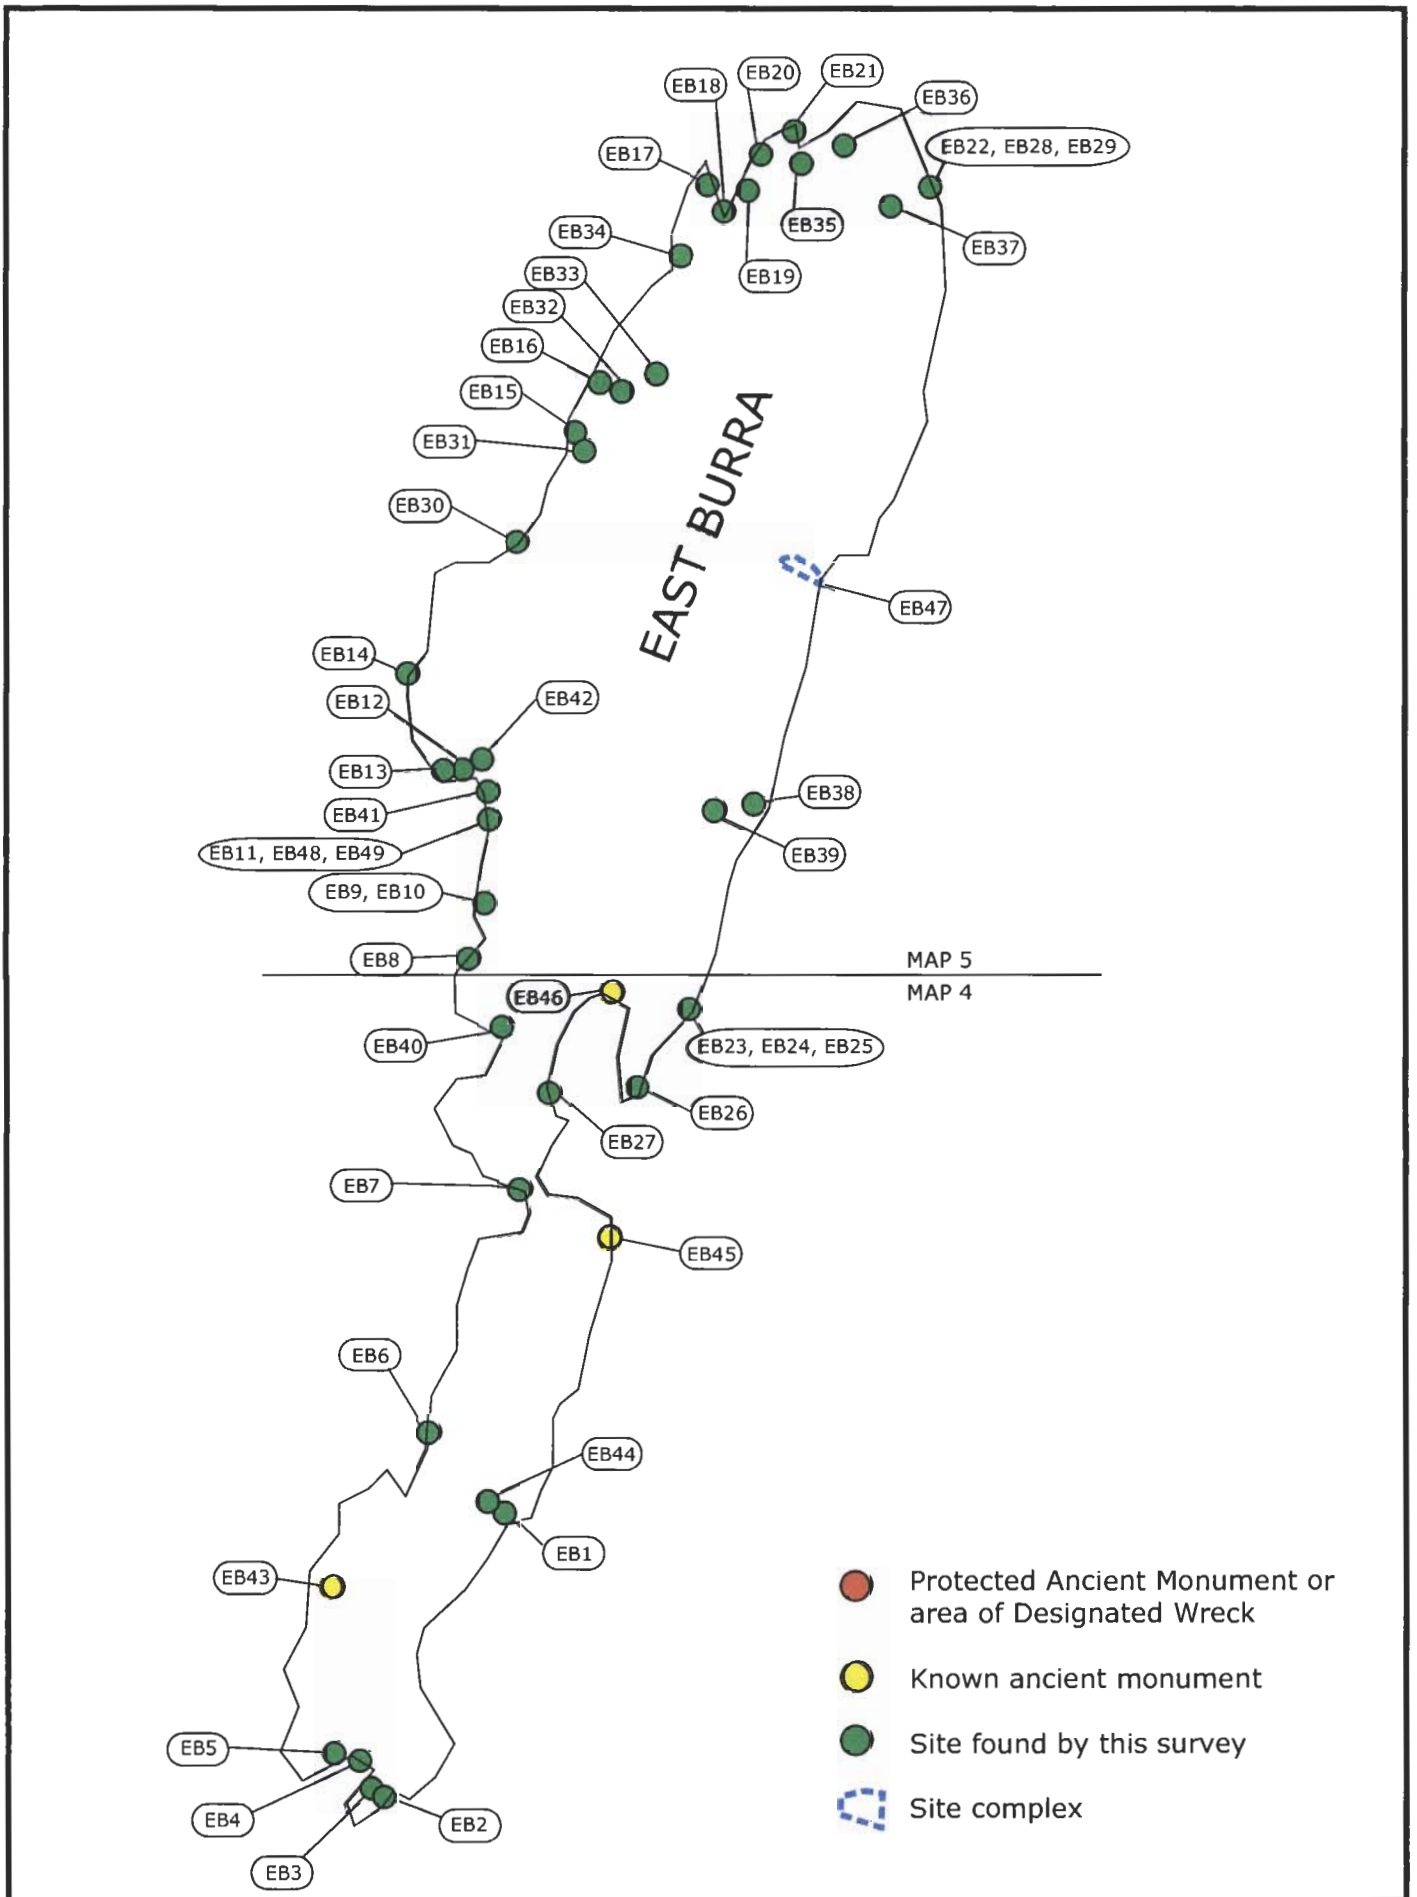 EB20
EB21
EB18
EB36
EB22, EB28, EB29
EB17
EB35
EB34
EB37
EB33
EB19
EB32
EB16
EB15
EB31
EB30
EAST BURRA
EB47
EB14
EB42
EB12
EB13
EB38
EB41
EB11, EB48, EB49
EB39
EB9, EB10
EB8
MAP 5
MAP 4
EB46
EB40
EB23, EB24, EB25
EB26
EB27
EB7
EB45
EB6
EB44
EB1
EB43
Protected Ancient Monument or
area of Designated Wreck
Known ancient monument
Site found by this survey
EB5
Site complex
EB4
EB2
EB3